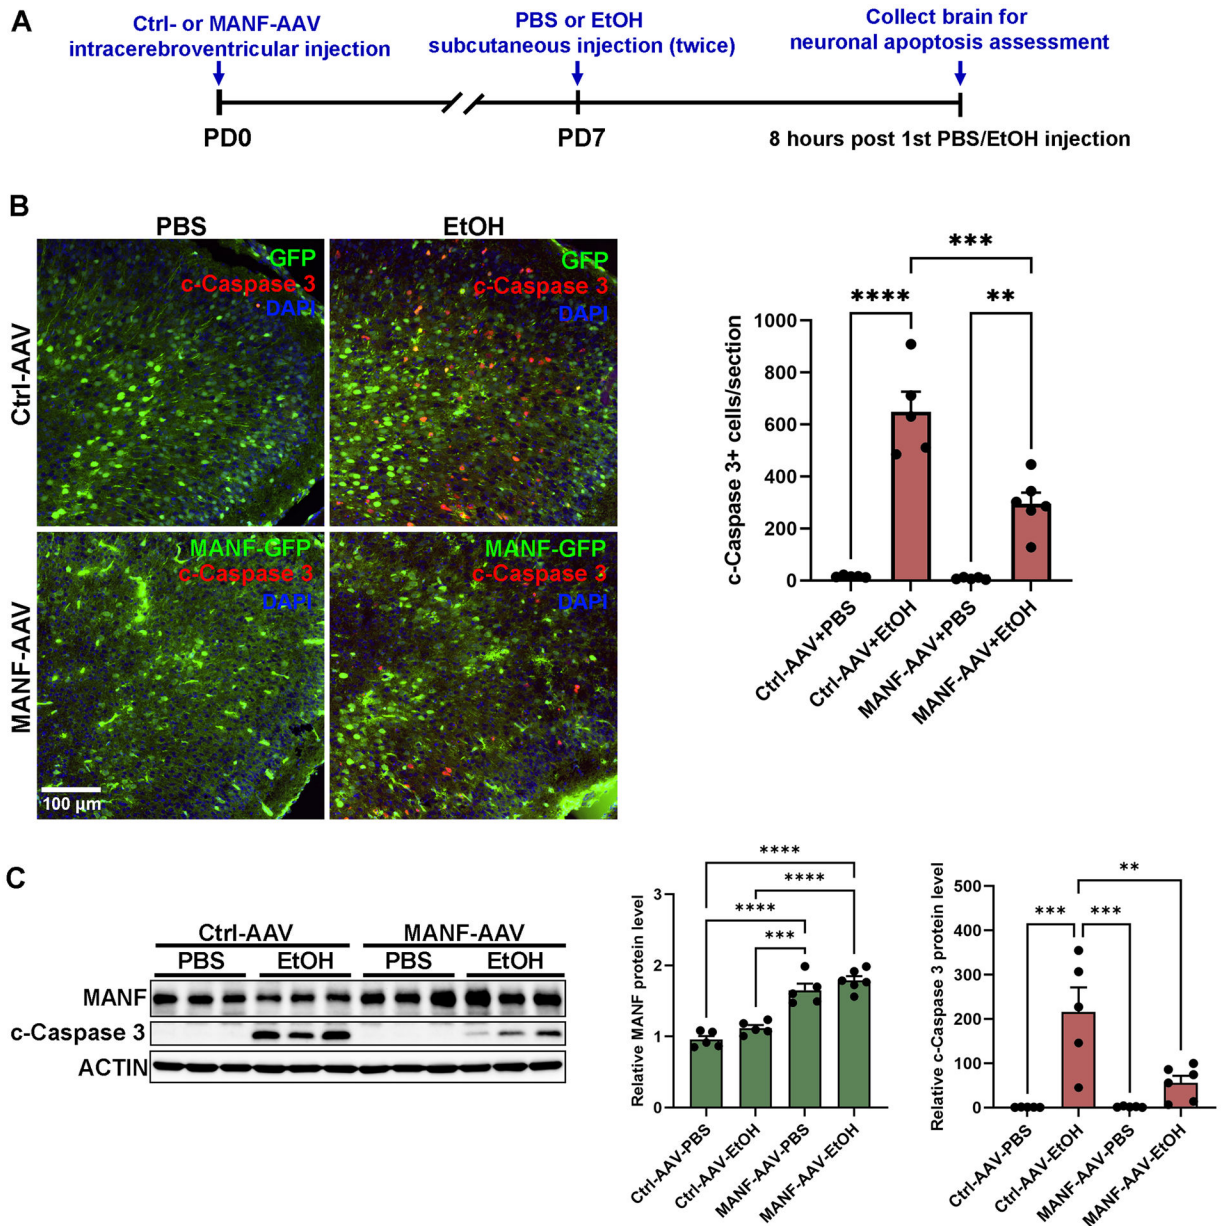 A
Ctrl- or MANF-AAV
intracerebroventricular injection
PBS or EtOH
subcutaneous injection (twice)
Collect brain for
neuronal apoptosis assessment
PD0
PD7
8 hours post 1st PBS/EtOH injection
B
PBS
EtOH
Ctrl-AAV
GFP
c-Caspase 3
DAPI
GFP
c-Caspase 3
DAPI
MANF-AAV
MANF-GFP
c-Caspase 3
DAPI
MANF-GFP
c-Caspase 3
DAPI
100 µm
c-Caspase 3+ cells/section
1000
800
600
400
200
0
****
***
**
Ctrl-AAV+PBS
Ctrl-AAV+EtOH
MANF-AAV+PBS
MANF-AAV+EtOH
C
Ctrl-AAV
MANF-AAV
PBS
EtOH
PBS
EtOH
MANF
c-Caspase 3
ACTIN
Relative MANF protein level
3
2
1
0
****
****
****
***
Ctrl-AAV-PBS
Ctrl-AAV-EtOH
MANF-AAV-PBS
MANF-AAV-EtOH
Relative c-Caspase 3 protein level
500
400
300
200
100
0
**
***
***
Ctrl-AAV-PBS
Ctrl-AAV-EtOH
MANF-AAV-PBS
MANF-AAV-EtOH